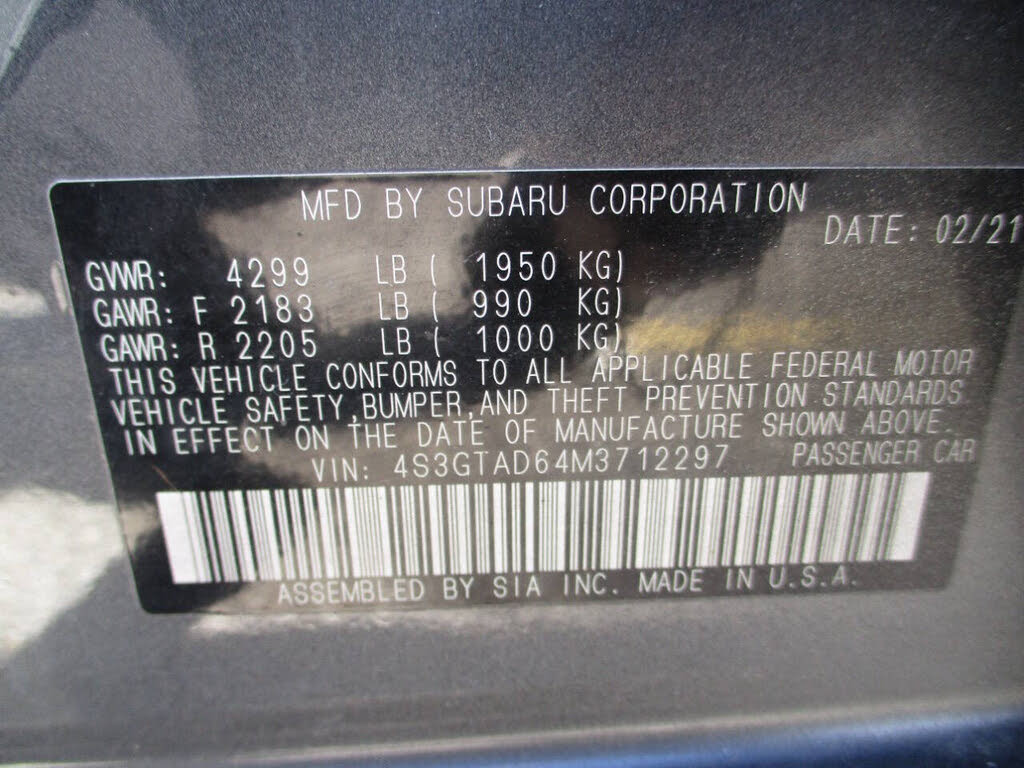 MFD BY SUBARU CORPORATION
DATE: 02/21
GVWR: 4299 LB ( 1950 KG)
GAWR: F 2183 LB ( 990 KG)
GAWR: R 2205 LB ( 1000 KG)
THIS VEHICLE CONFORMS TO ALL APPLICABLE FEDERAL MOTOR
VEHICLE SAFETY,BUMPER,AND THEFT PREVENTION STANDARDS
IN EFFECT ON THE DATE OF MANUFACTURE SHOWN ABOVE.
VIN: 4S3GTAD64M3712297 PASSENGER CAR
ASSEMBLED BY SIA INC. MADE IN U.S.A.